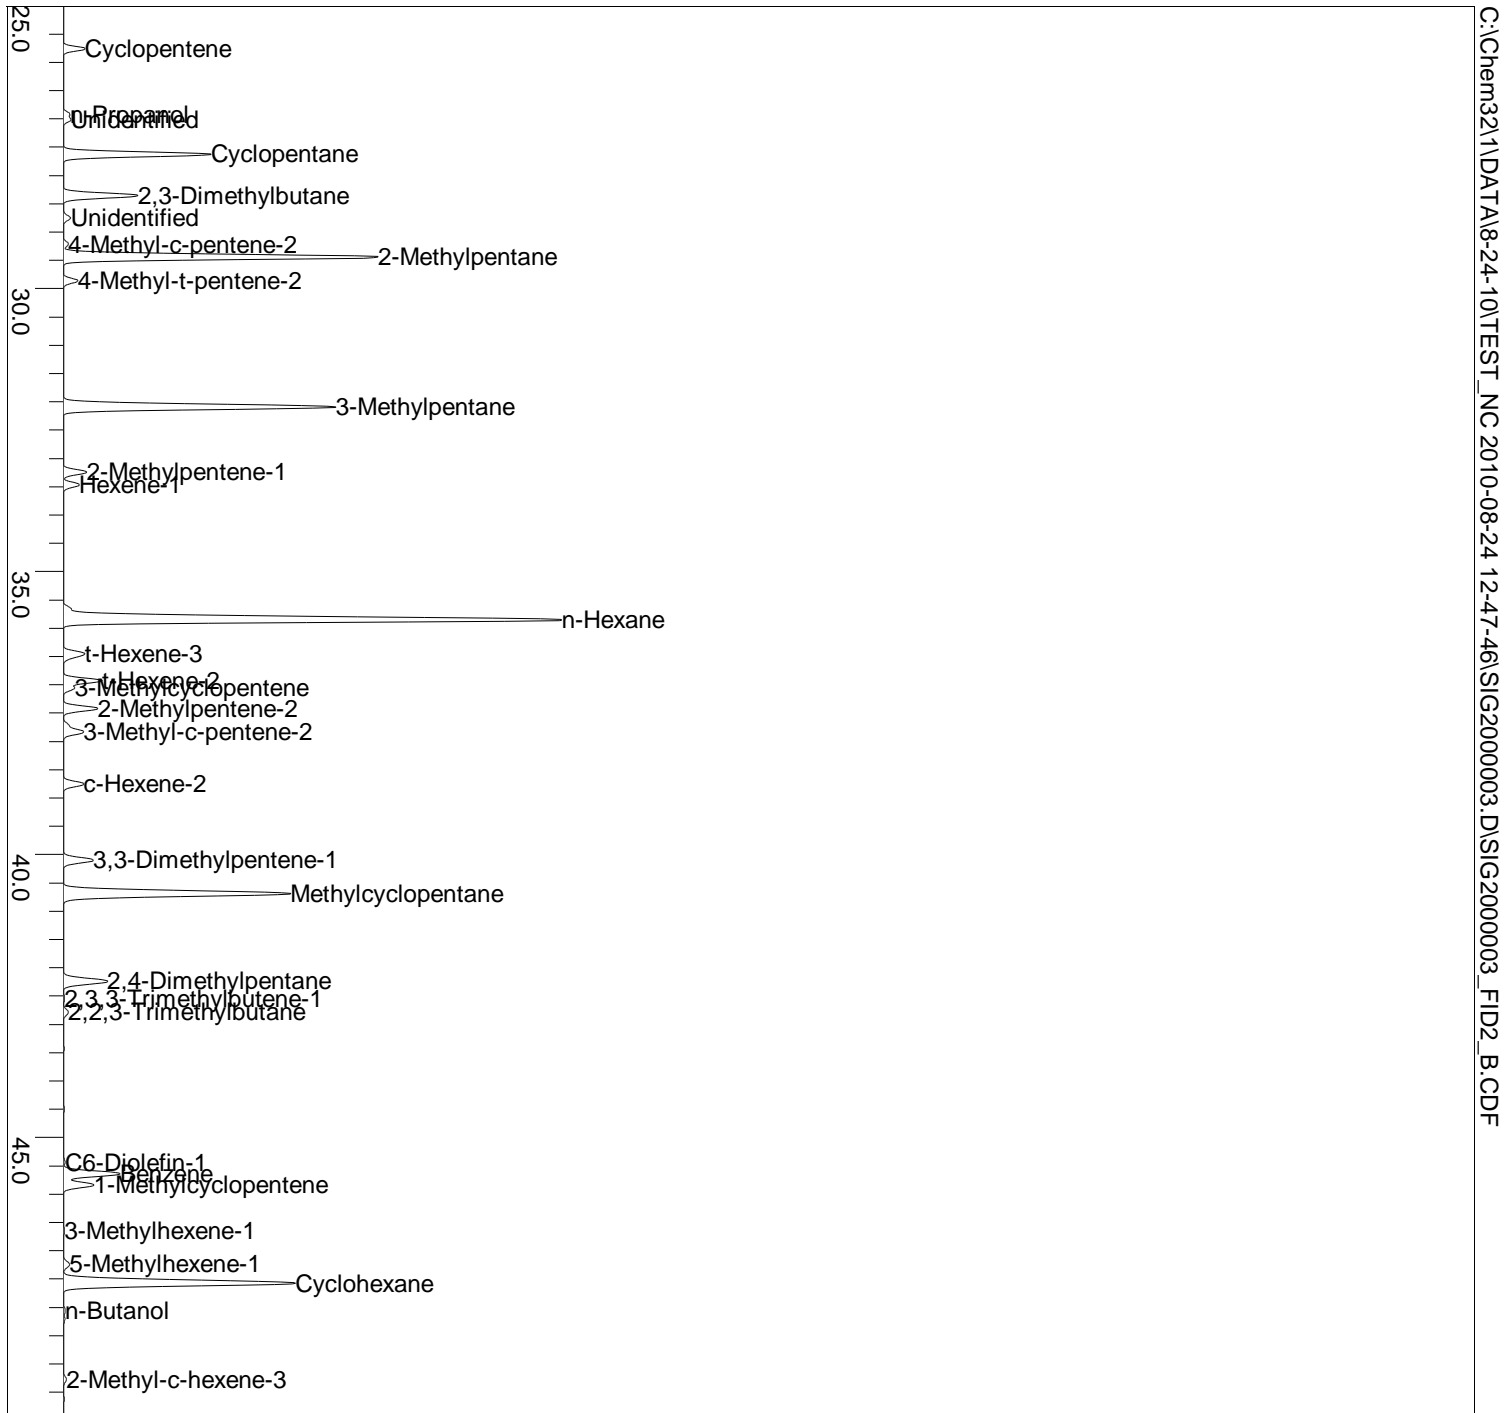 C:\Chem32\1\DATA\8-24-10\TEST_NC 2010-08-24 12-47-46\SIG2000003.D\SIG2000003_FID2_B.CDF
25.0
Cyclopentene
n-Propanol
Unidentified
Cyclopentane
2,3-Dimethylbutane
Unidentified
4-Methyl-c-pentene-2
2-Methylpentane
4-Methyl-t-pentene-2
30.0
3-Methylpentane
2-Methylpentene-1
Hexene-1
35.0
n-Hexane
t-Hexene-3
t-Hexene-2
3-Methylcyclopentene
2-Methylpentene-2
3-Methyl-c-pentene-2
c-Hexene-2
40.0
3,3-Dimethylpentene-1
Methylcyclopentane
2,4-Dimethylpentane
2,3,3-Trimethylbutene-1
2,2,3-Trimethylbutane
45.0
C6-Diolefin-1
Benzene
1-Methylcyclopentene
3-Methylhexene-1
5-Methylhexene-1
Cyclohexane
n-Butanol
2-Methyl-c-hexene-3